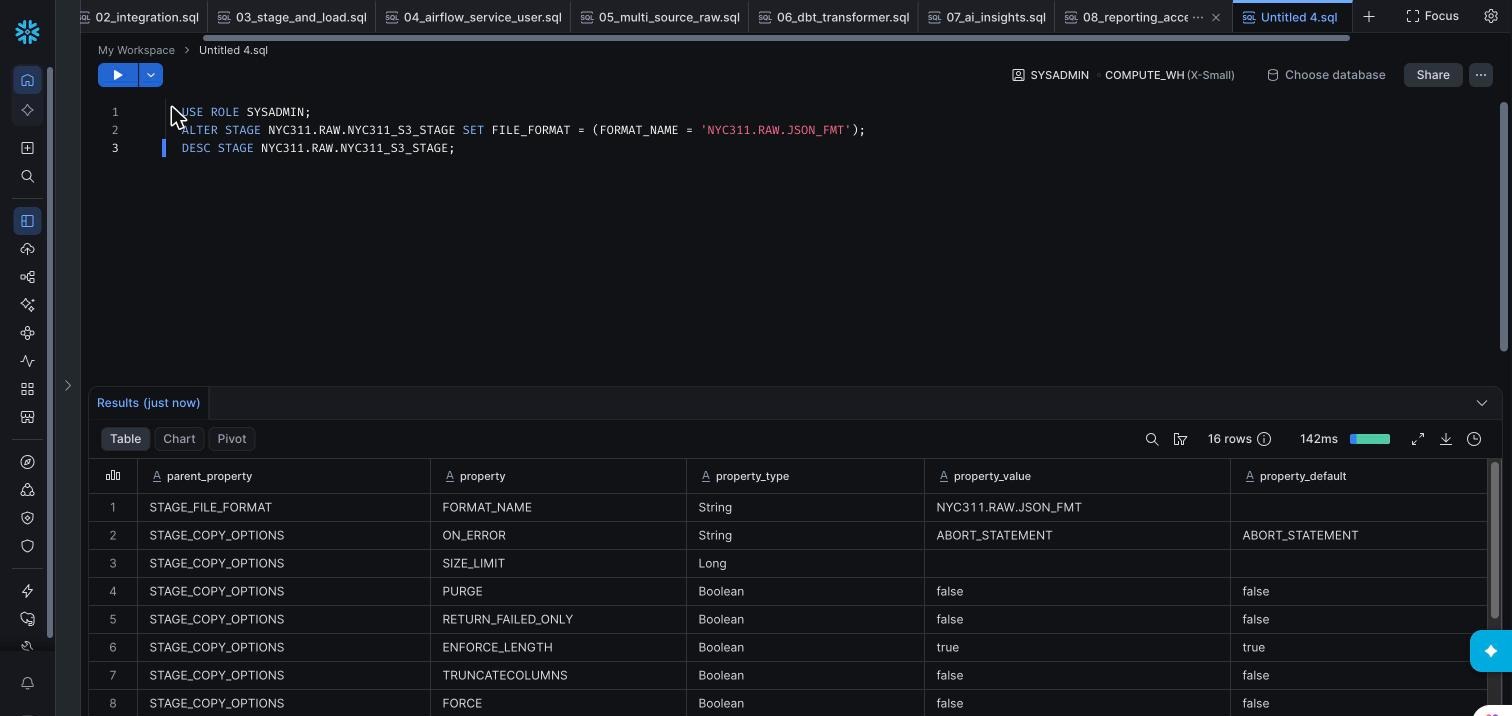 02_integration.sql 03_stage_and_load.sql 04_airflow_service_user.sql 05_multi_source_raw.sql 06_dbt_transformer.sql 07_ai_insights.sql 08_reporting_acce ··· × Untitled 4.sql + Focus
My Workspace > Untitled 4.sql
SYSADMIN COMPUTE_WH (X-Small) Choose database Share ···
1 USE ROLE SYSADMIN;
2 ALTER STAGE NYC311.RAW.NYC311_S3_STAGE SET FILE_FORMAT = (FORMAT_NAME = 'NYC311.RAW.JSON_FMT');
3 DESC STAGE NYC311.RAW.NYC311_S3_STAGE;
Results (just now)
Table Chart Pivot 16 rows 142ms
A parent_property A property A property_type A property_value A property_default
1 STAGE_FILE_FORMAT FORMAT_NAME String NYC311.RAW.JSON_FMT
2 STAGE_COPY_OPTIONS ON_ERROR String ABORT_STATEMENT ABORT_STATEMENT
3 STAGE_COPY_OPTIONS SIZE_LIMIT Long
4 STAGE_COPY_OPTIONS PURGE Boolean false false
5 STAGE_COPY_OPTIONS RETURN_FAILED_ONLY Boolean false false
6 STAGE_COPY_OPTIONS ENFORCE_LENGTH Boolean true true
7 STAGE_COPY_OPTIONS TRUNCATECOLUMNS Boolean false false
8 STAGE_COPY_OPTIONS FORCE Boolean false false